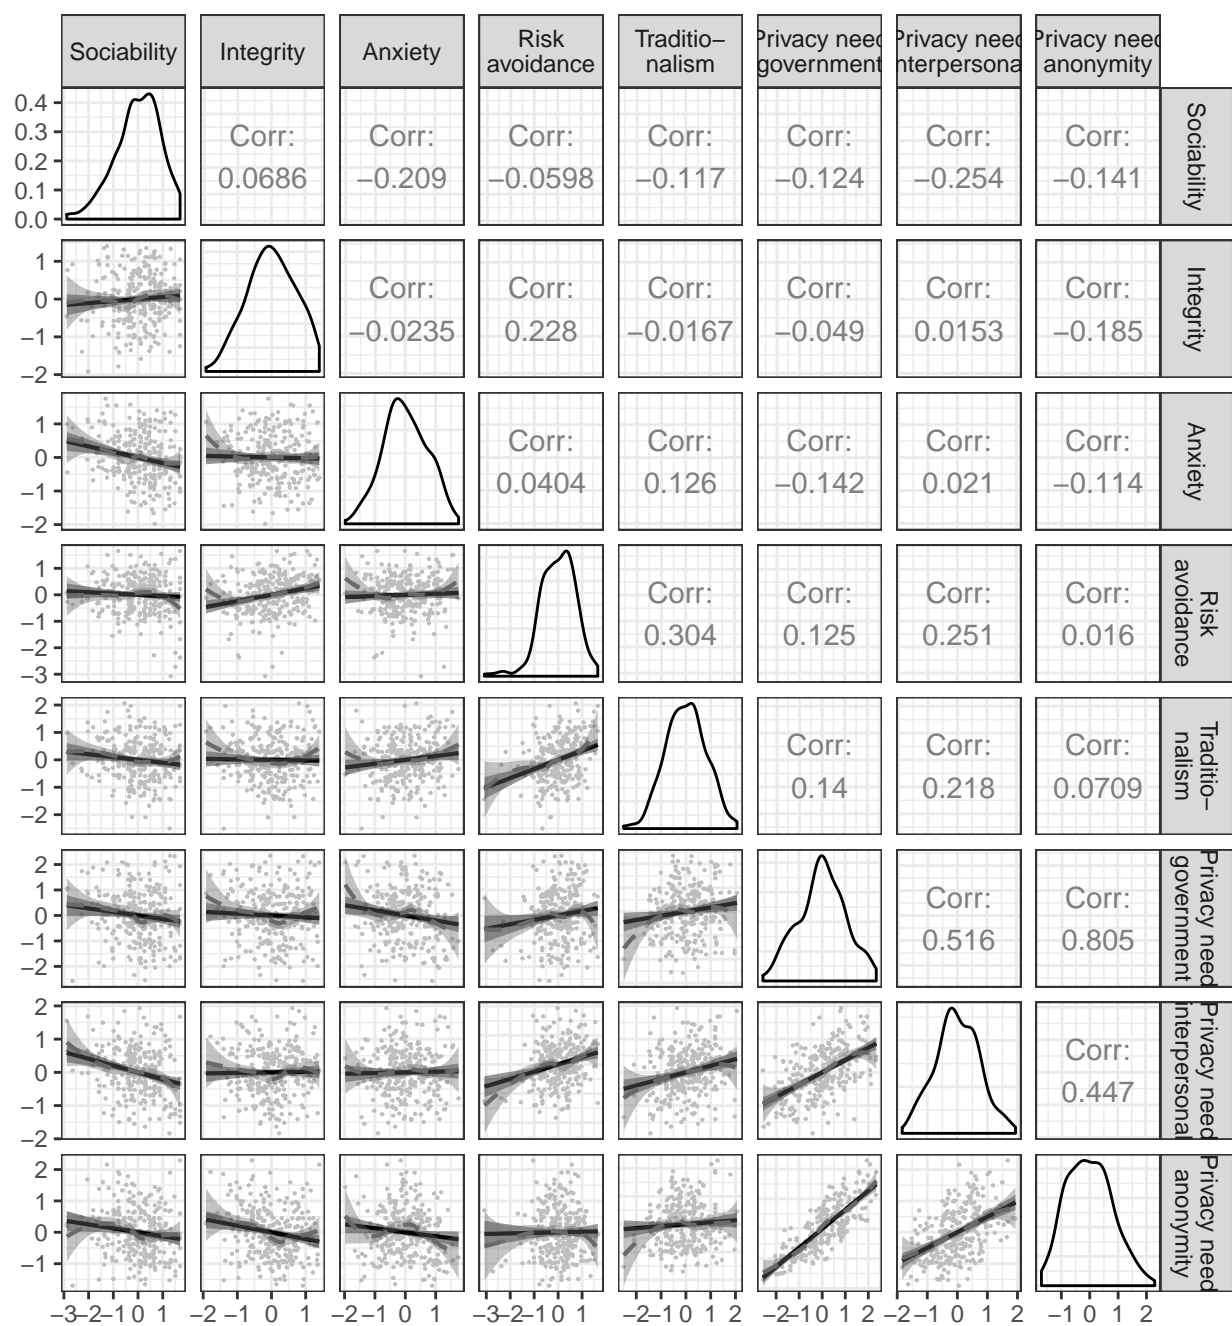 Sociability
Integrity
Anxiety
Risk
avoidance
Traditio−
nalism
Privacy need
government
Privacy need
nterpersona
Privacy need
anonymity
0.4
0.3
0.2
0.1
0.0
Corr:
0.0686
Corr:
−0.209
Corr:
−0.0598
Corr:
−0.117
Corr:
−0.124
Corr:
−0.254
Corr:
−0.141
Sociability
1
0
−1
−2
Corr:
−0.0235
Corr:
0.228
Corr:
−0.0167
Corr:
−0.049
Corr:
0.0153
Corr:
−0.185
Integrity
1
0
−1
−2
Corr:
0.0404
Corr:
0.126
Corr:
−0.142
Corr:
0.021
Corr:
−0.114
Anxiety
1
0
−1
−2
−3
Corr:
0.304
Corr:
0.125
Corr:
0.251
Corr:
0.016
Risk
avoidance
2
1
0
−1
−2
Corr:
0.14
Corr:
0.218
Corr:
0.0709
Traditio−
nalism
2
1
0
−1
−2
Corr:
0.516
Corr:
0.805
Privacy need
government
2
1
0
−1
−2
Corr:
0.447
Privacy need
interpersonal
2
1
0
−1
Privacy need
anonymity
−3−2−1 0 1
−2 −1 0 1
−2 −1 0 1
−3−2−1 0 1
−2 −1 0 1 2
−2−1 0 1 2
−2−1 0 1 2
−1 0 1 2